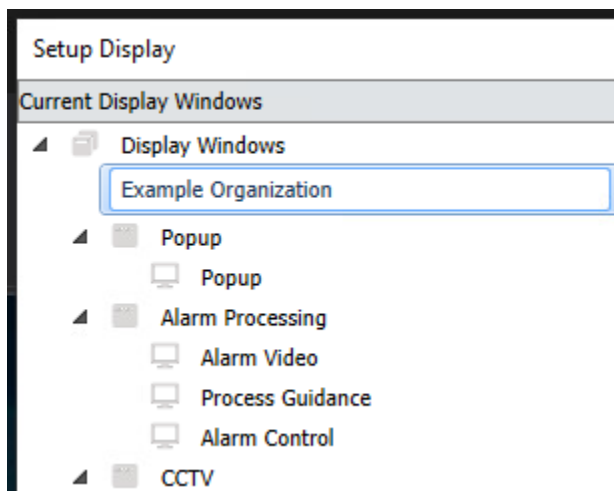 Setup Display
Current Display Windows
Display Windows
Example Organization
Popup
Popup
Alarm Processing
Alarm Video
Process Guidance
Alarm Control
CCTV